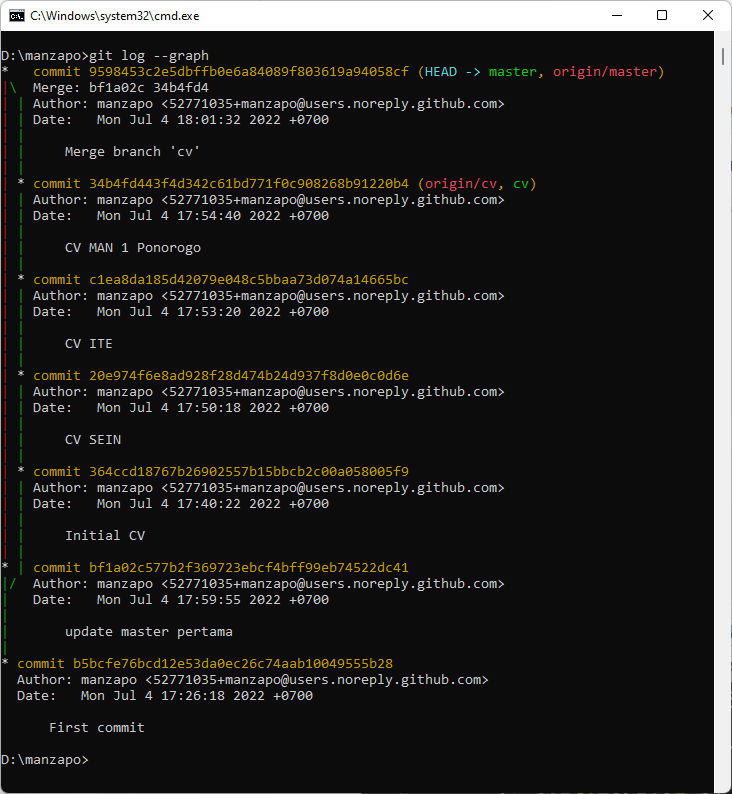 C:\Windows\system32\cmd.exe
D:\manzapo>git log --graph
*   commit 9598453c2e5dbffb0e6a84089f803619a94058cf (HEAD -> master, origin/master)
|\  Merge: bf1a02c 34b4fd4
| | Author: manzapo <52771035+manzapo@users.noreply.github.com>
| | Date:   Mon Jul 4 18:01:32 2022 +0700
| |
| |     Merge branch 'cv'
| |
| * commit 34b4fd443f4d342c61bd771f0c908268b91220b4 (origin/cv, cv)
| | Author: manzapo <52771035+manzapo@users.noreply.github.com>
| | Date:   Mon Jul 4 17:54:40 2022 +0700
| |
| |     CV MAN 1 Ponorogo
| |
| * commit c1ea8da185d42079e048c5bbaa73d074a14665bc
| | Author: manzapo <52771035+manzapo@users.noreply.github.com>
| | Date:   Mon Jul 4 17:53:20 2022 +0700
| |
| |     CV ITE
| |
| * commit 20e974f6e8ad928f28d474b24d937f8d0e0c0d6e
| | Author: manzapo <52771035+manzapo@users.noreply.github.com>
| | Date:   Mon Jul 4 17:50:18 2022 +0700
| |
| |     CV SEIN
| |
| * commit 364ccd18767b26902557b15bbcb2c00a058005f9
| | Author: manzapo <52771035+manzapo@users.noreply.github.com>
| | Date:   Mon Jul 4 17:40:22 2022 +0700
| |
| |     Initial CV
| |
* | commit bf1a02c577b2f369723ebcf4bff99eb74522dc41
|/  Author: manzapo <52771035+manzapo@users.noreply.github.com>
|   Date:   Mon Jul 4 17:59:55 2022 +0700
|
|       update master pertama
|
* commit b5bcfe76bcd12e53da0ec26c74aab10049555b28
  Author: manzapo <52771035+manzapo@users.noreply.github.com>
  Date:   Mon Jul 4 17:26:18 2022 +0700

      First commit

D:\manzapo>